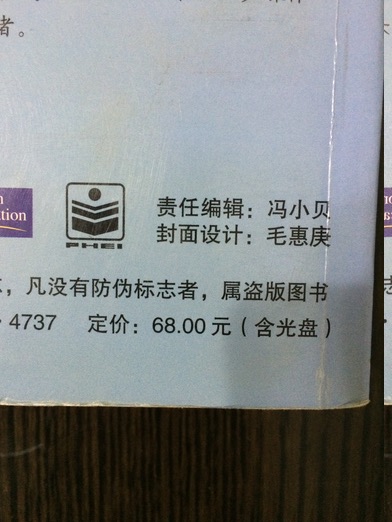 者。
责任编辑：冯小贝
封面设计：毛惠庚
PHEI
，凡没有防伪标志者，属盗版图书
4737 定价：68.00 元（含光盘）